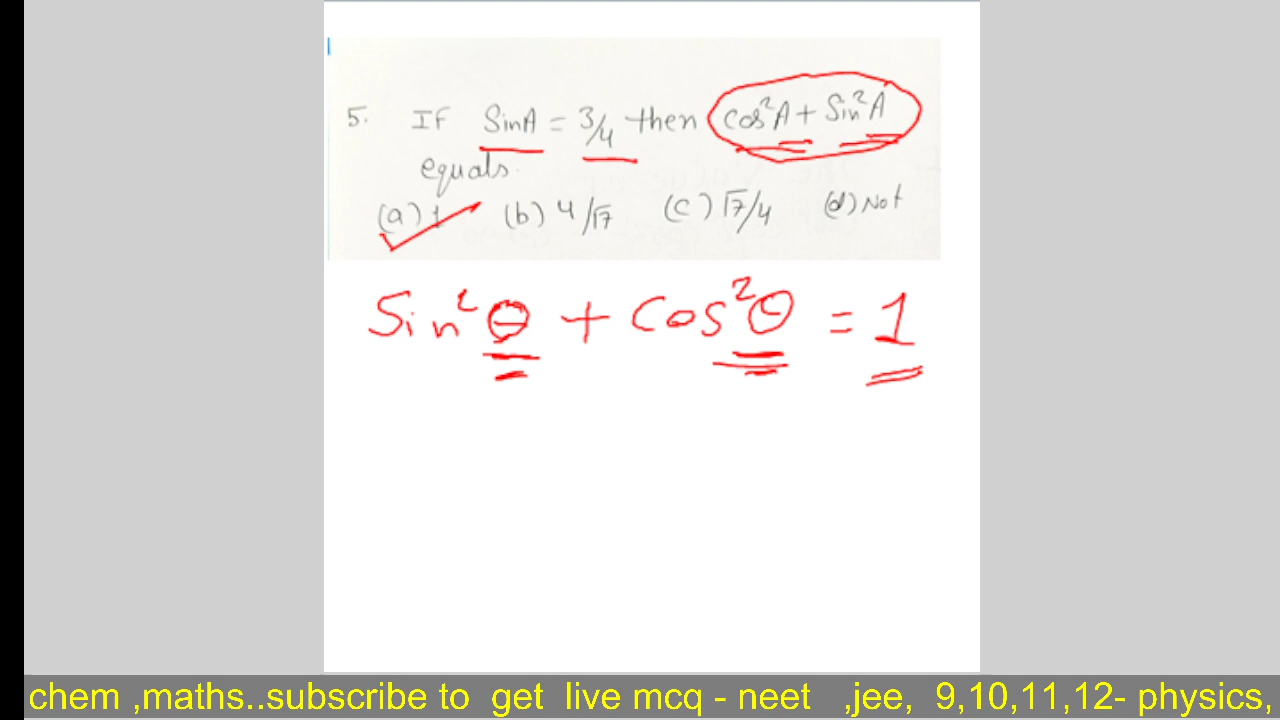 5. If SinA = 3/4 then cos²A + Sin²A
equals.
(a) 1 (b) 4/√7 (c) √7/4 (d) Not
Sin²θ + Cos²θ = 1
chem ,maths..subscribe to get live mcq - neet ,jee, 9,10,11,12- physics,